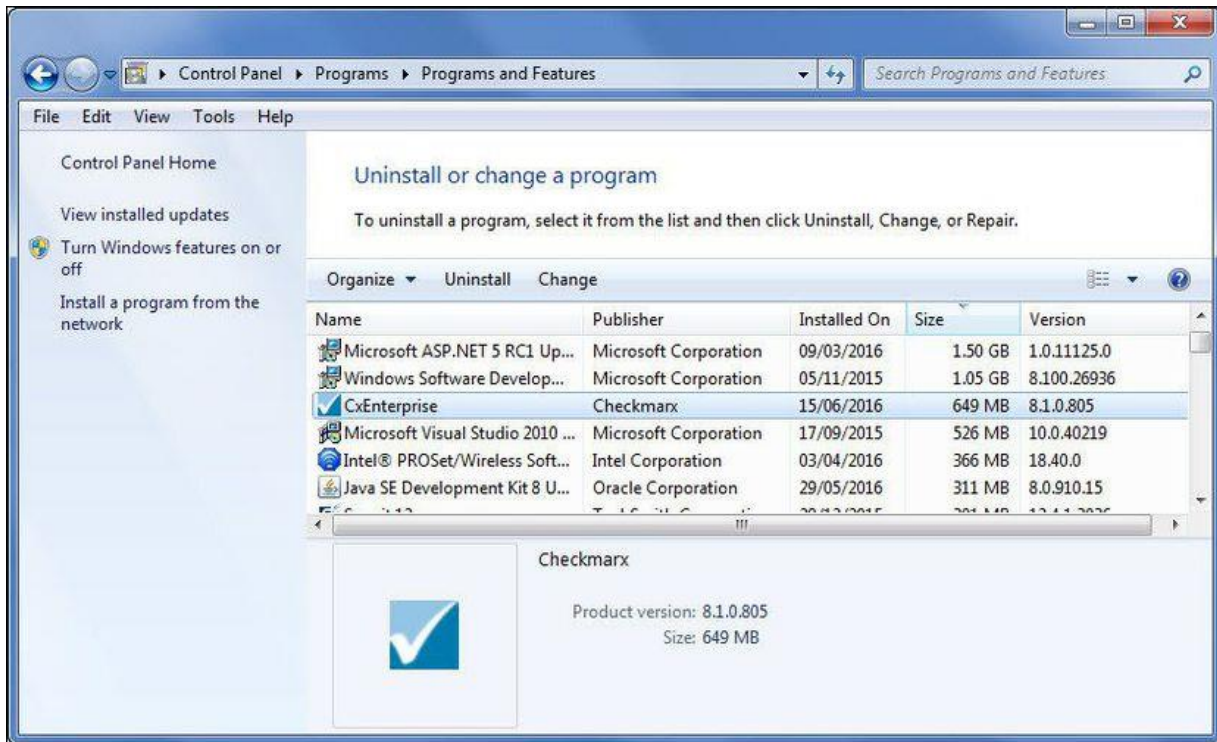 Control Panel Programs Programs and Features Search Programs and Features
File Edit View Tools Help
Control Panel Home
View installed updates
Turn Windows features on or
off
Install a program from the
network
Uninstall or change a program
To uninstall a program, select it from the list and then click Uninstall, Change, or Repair.
Organize Uninstall Change
Name Publisher Installed On Size Version
Microsoft ASP.NET 5 RC1 Up... Microsoft Corporation 09/03/2016 1.50 GB 1.0.11125.0
Windows Software Develop... Microsoft Corporation 05/11/2015 1.05 GB 8.100.26936
CxEnterprise Checkmarx 15/06/2016 649 MB 8.1.0.805
Microsoft Visual Studio 2010 ... Microsoft Corporation 17/09/2015 526 MB 10.0.40219
Intel® PROSet/Wireless Soft... Intel Corporation 03/04/2016 366 MB 18.40.0
Java SE Development Kit 8 U... Oracle Corporation 29/05/2016 311 MB 8.0.910.15
Checkmarx
Product version: 8.1.0.805
Size: 649 MB